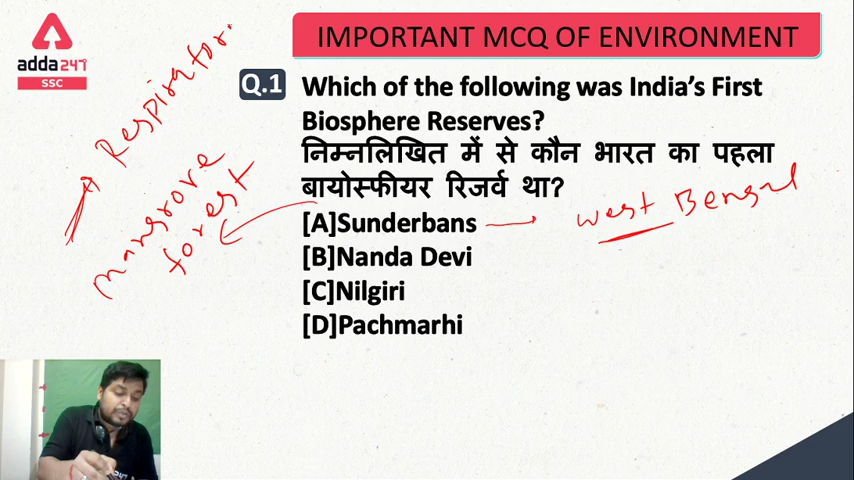 adda247
SSC
IMPORTANT MCQ OF ENVIRONMENT
Q.1 Which of the following was India's First
Biosphere Reserves?
निम्नलिखित में से कौन भारत का पहला
बायोस्फीयर रिजर्व था?
[A]Sunderbans
[B]Nanda Devi
[C]Nilgiri
[D]Pachmarhi
west Bengal
Respirator.
mangrove
forest